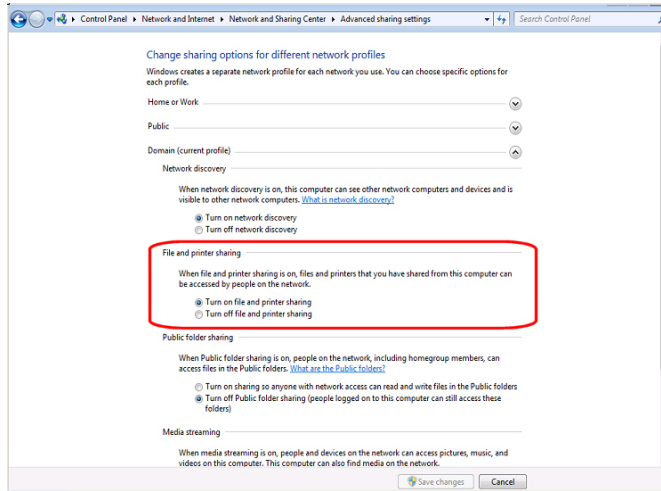 Control Panel ▸ Network and Internet ▸ Network and Sharing Center ▸ Advanced sharing settings
Search Control Panel
Change sharing options for different network profiles
Windows creates a separate network profile for each network you use. You can choose specific options for
each profile.
Home or Work
Public
Domain (current profile)
Network discovery
When network discovery is on, this computer can see other network computers and devices and is
visible to other network computers. What is network discovery?
Turn on network discovery
Turn off network discovery
File and printer sharing
When file and printer sharing is on, files and printers that you have shared from this computer can
be accessed by people on the network.
Turn on file and printer sharing
Turn off file and printer sharing
Public folder sharing
When Public folder sharing is on, people on the network, including homegroup members, can
access files in the Public folders. What are the Public folders?
Turn on sharing so anyone with network access can read and write files in the Public folders
Turn off Public folder sharing (people logged on to this computer can still access these
folders)
Media streaming
When media streaming is on, people and devices on the network can access pictures, music, and
videos on this computer. This computer can also find media on the network.
Save changes
Cancel